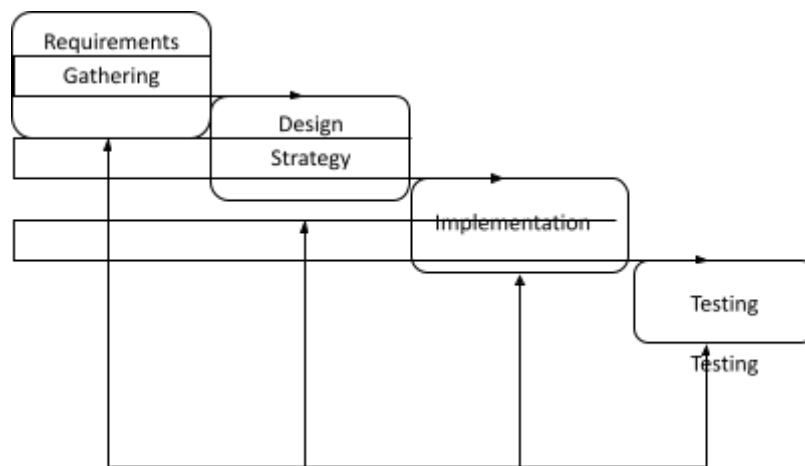 Requirements
Gathering
Design
Strategy
Implementation
Testing
Testing